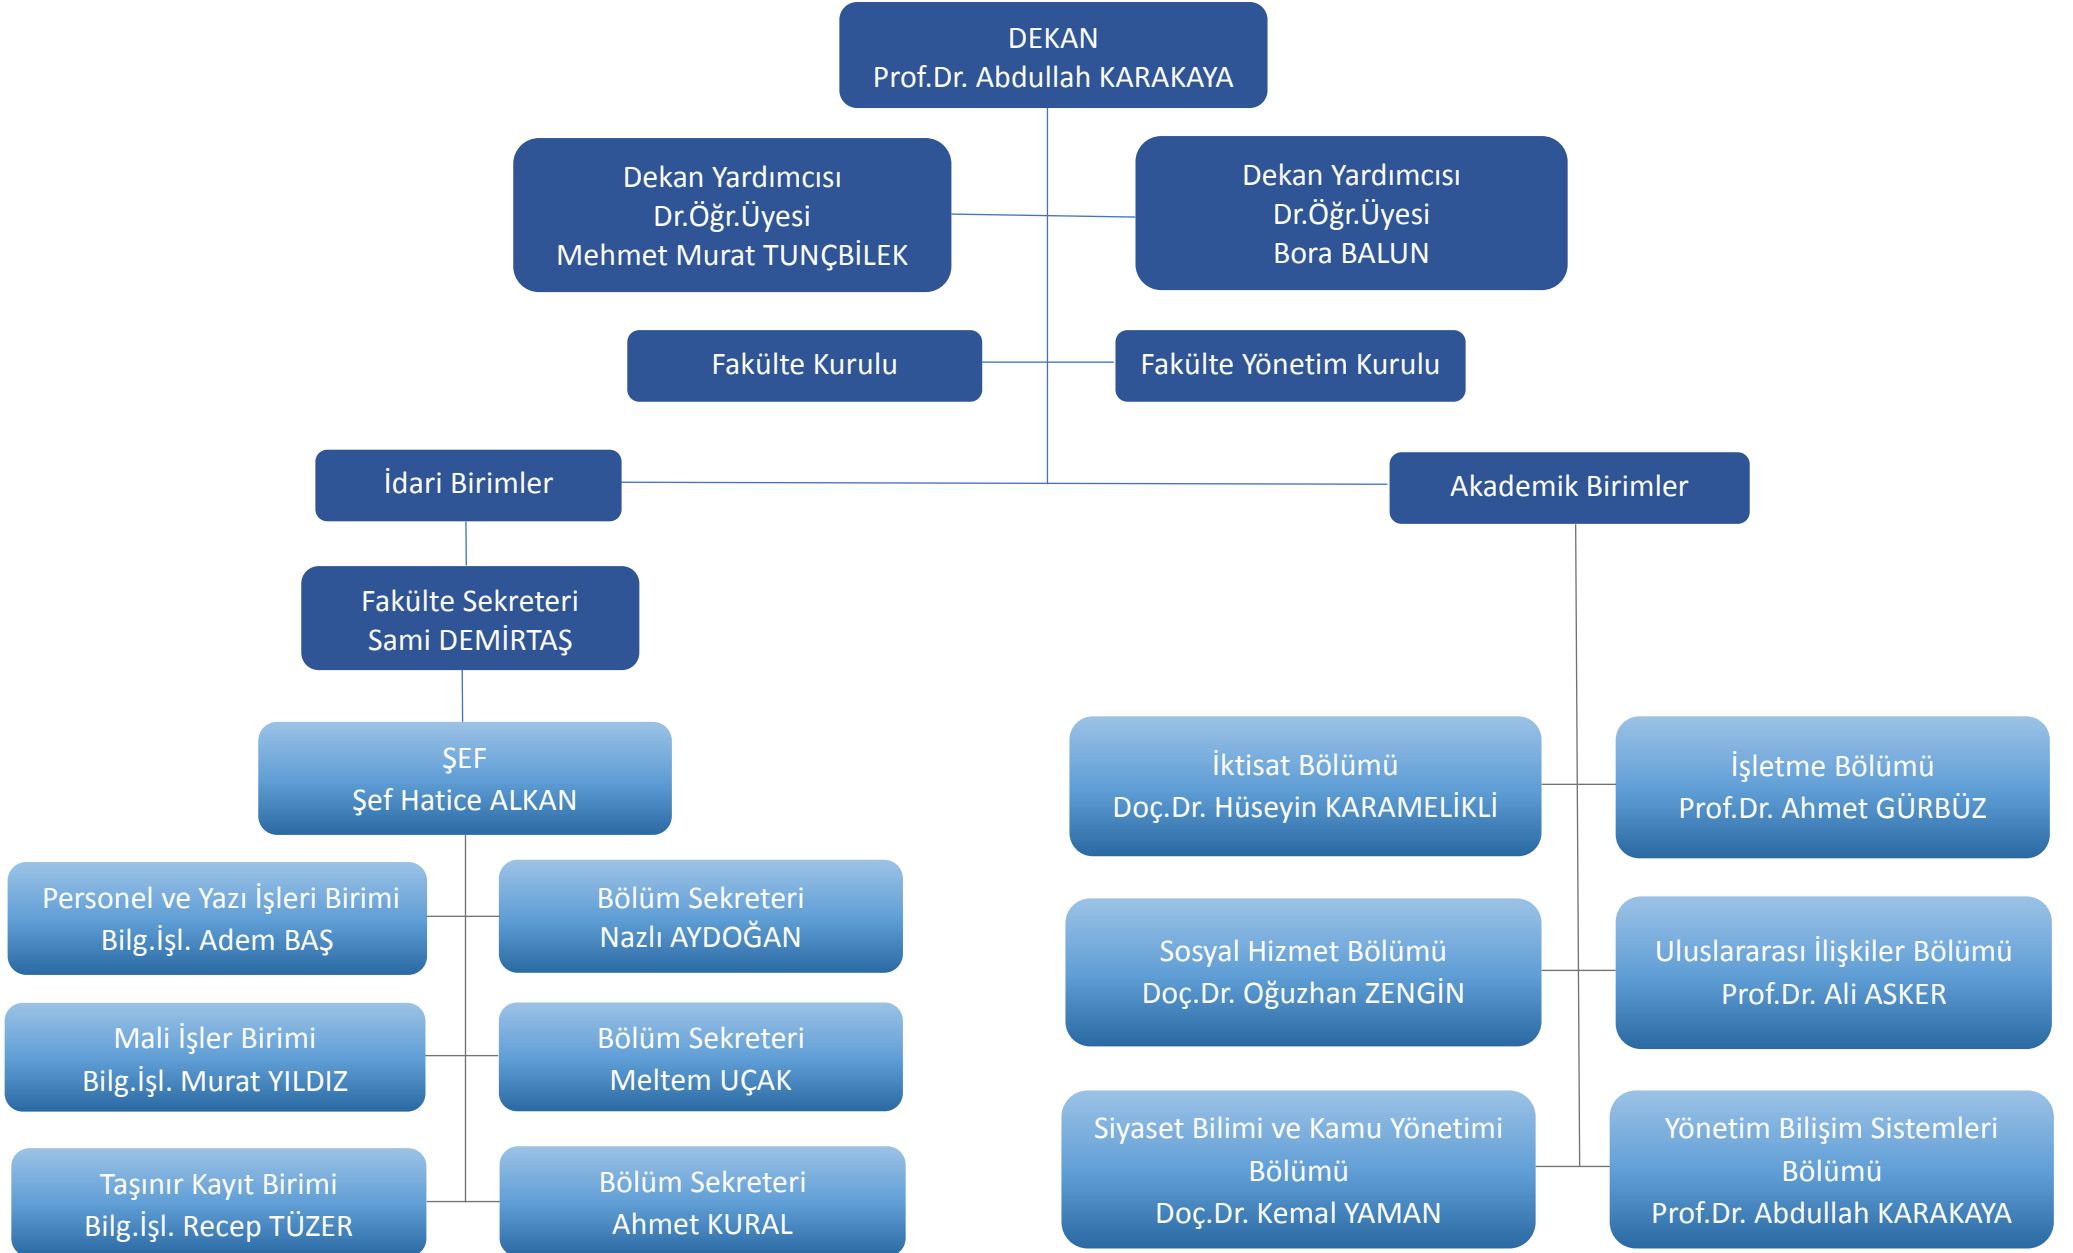 DEKAN
Prof.Dr. Abdullah KARAKAYA
Dekan Yardımcısı
Dr.Öğr.Üyesi
Mehmet Murat TUNÇBİLEK
Dekan Yardımcısı
Dr.Öğr.Üyesi
Bora BALUN
Fakülte Kurulu
Fakülte Yönetim Kurulu
İdari Birimler
Akademik Birimler
Fakülte Sekreteri
Sami DEMİRTAŞ
ŞEF
Şef Hatice ALKAN
Personel ve Yazı İşleri Birimi
Bilg.İşl. Adem BAŞ
Bölüm Sekreteri
Nazlı AYDOĞAN
Mali İşler Birimi
Bilg.İşl. Murat YILDIZ
Bölüm Sekreteri
Meltem UÇAK
Taşınır Kayıt Birimi
Bilg.İşl. Recep TÜZER
Bölüm Sekreteri
Ahmet KURAL
İktisat Bölümü
Doç.Dr. Hüseyin KARAMELİKLİ
İşletme Bölümü
Prof.Dr. Ahmet GÜRBÜZ
Sosyal Hizmet Bölümü
Doç.Dr. Oğuzhan ZENGİN
Uluslararası İlişkiler Bölümü
Prof.Dr. Ali ASKER
Siyaset Bilimi ve Kamu Yönetimi
Bölümü
Doç.Dr. Kemal YAMAN
Yönetim Bilişim Sistemleri
Bölümü
Prof.Dr. Abdullah KARAKAYA